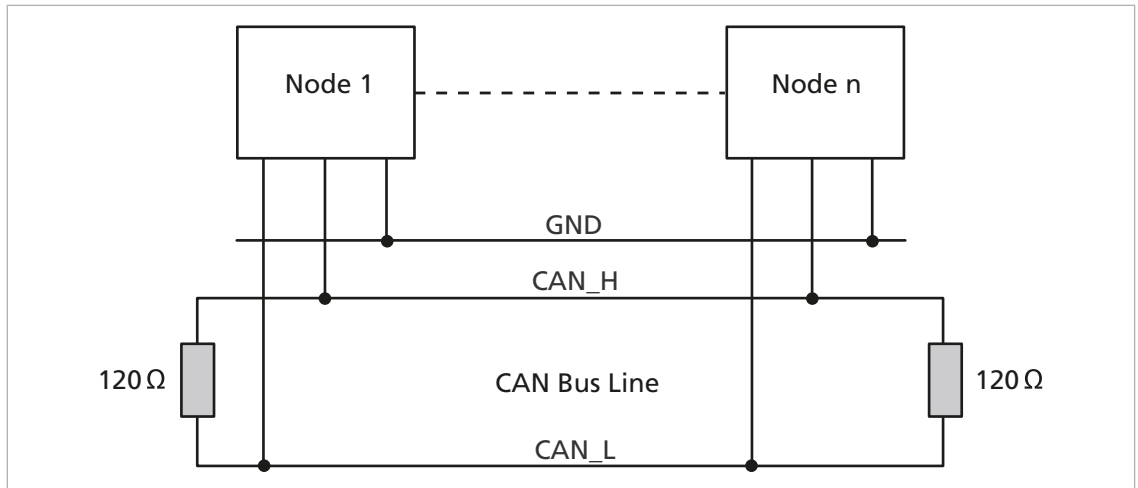 Node 1
Node n
GND
CAN_H
120 Ω
CAN Bus Line
120 Ω
CAN_L